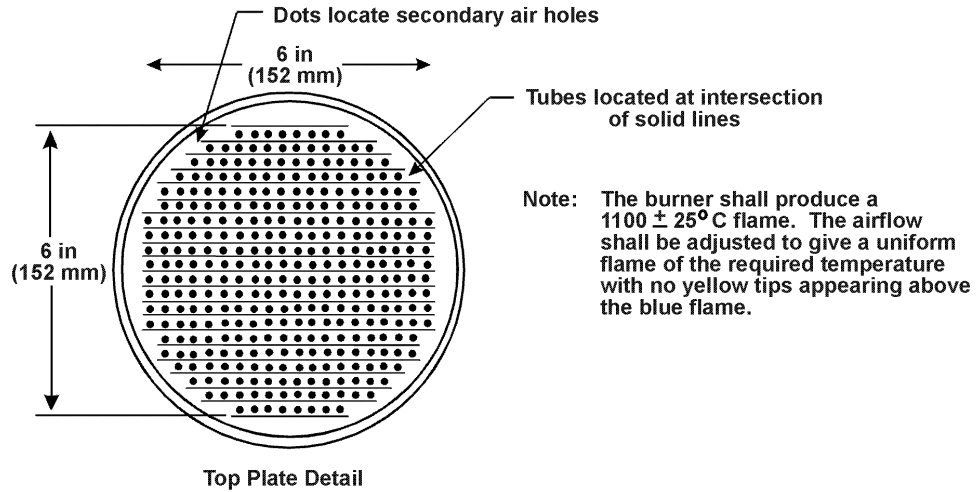 Dots locate secondary air holes
6 in
(152 mm)
Tubes located at intersection
of solid lines
6 in
(152 mm)
Note: The burner shall produce a
1100 ± 25° C flame. The airflow
shall be adjusted to give a uniform
flame of the required temperature
with no yellow tips appearing above
the blue flame.
Top Plate Detail